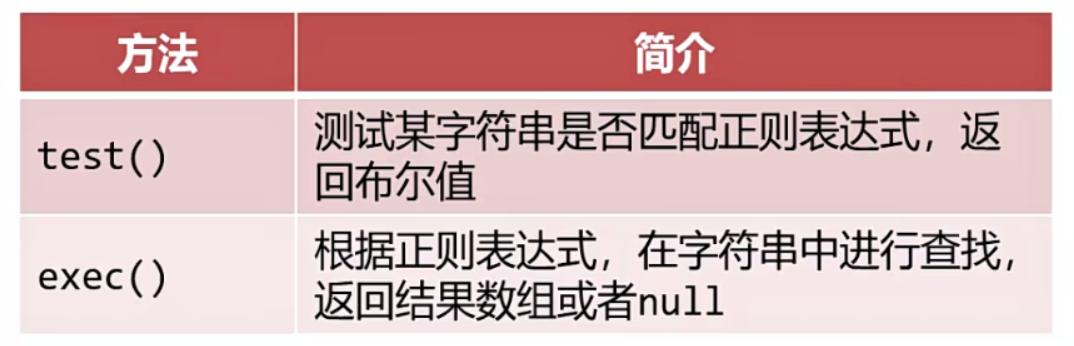 方法
简介
test()
测试某字符串是否匹配正则表达式，返
回布尔值
exec()
根据正则表达式，在字符串中进行查找，
返回结果数组或者null